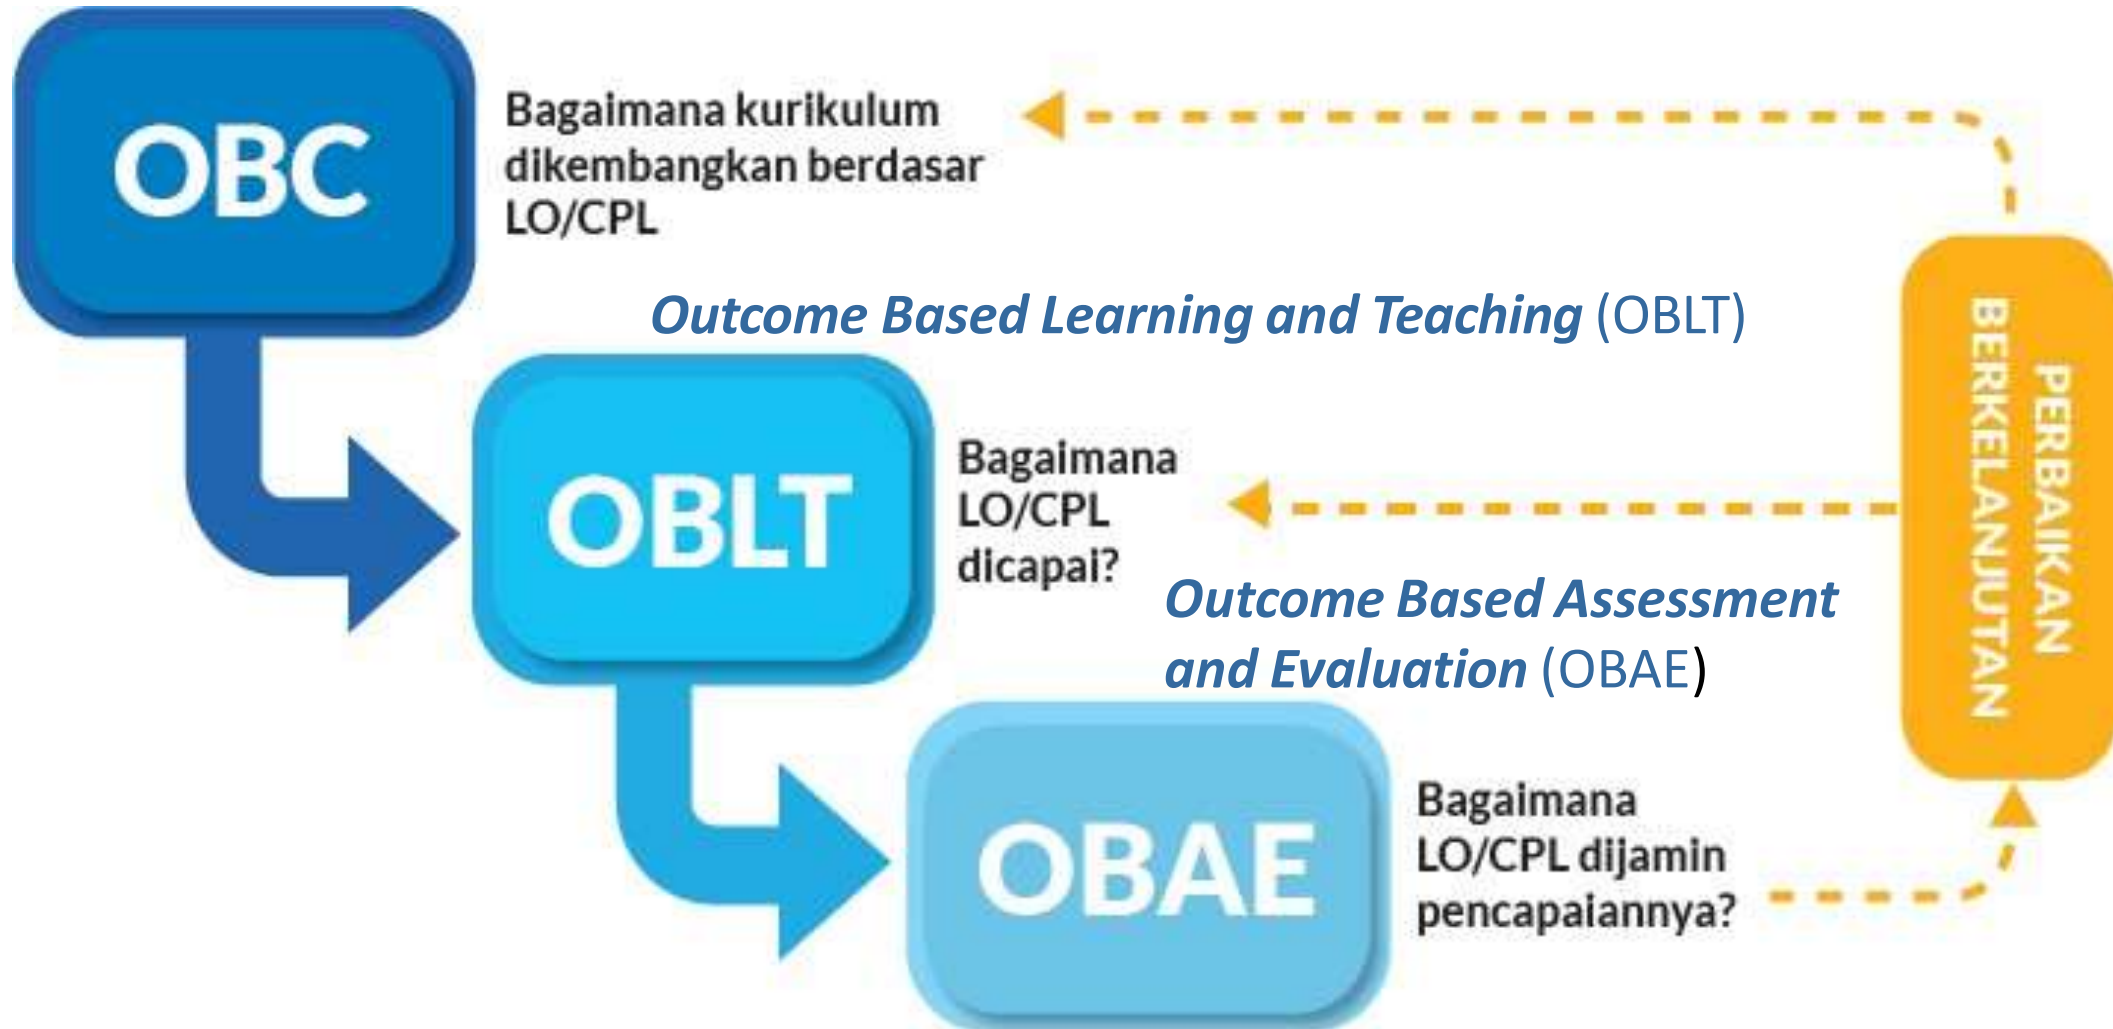 OBC
Bagaimana kurikulum
dikembangkan berdasar
LO/CPL
Outcome Based Learning and Teaching (OBLT)
OBLT
Bagaimana
LO/CPL
dicapai?
Outcome Based Assessment
and Evaluation (OBAE)
OBAE
Bagaimana
LO/CPL dijamin
pencapaiannya?
PERBAIKAN
BERKELANJUTAN